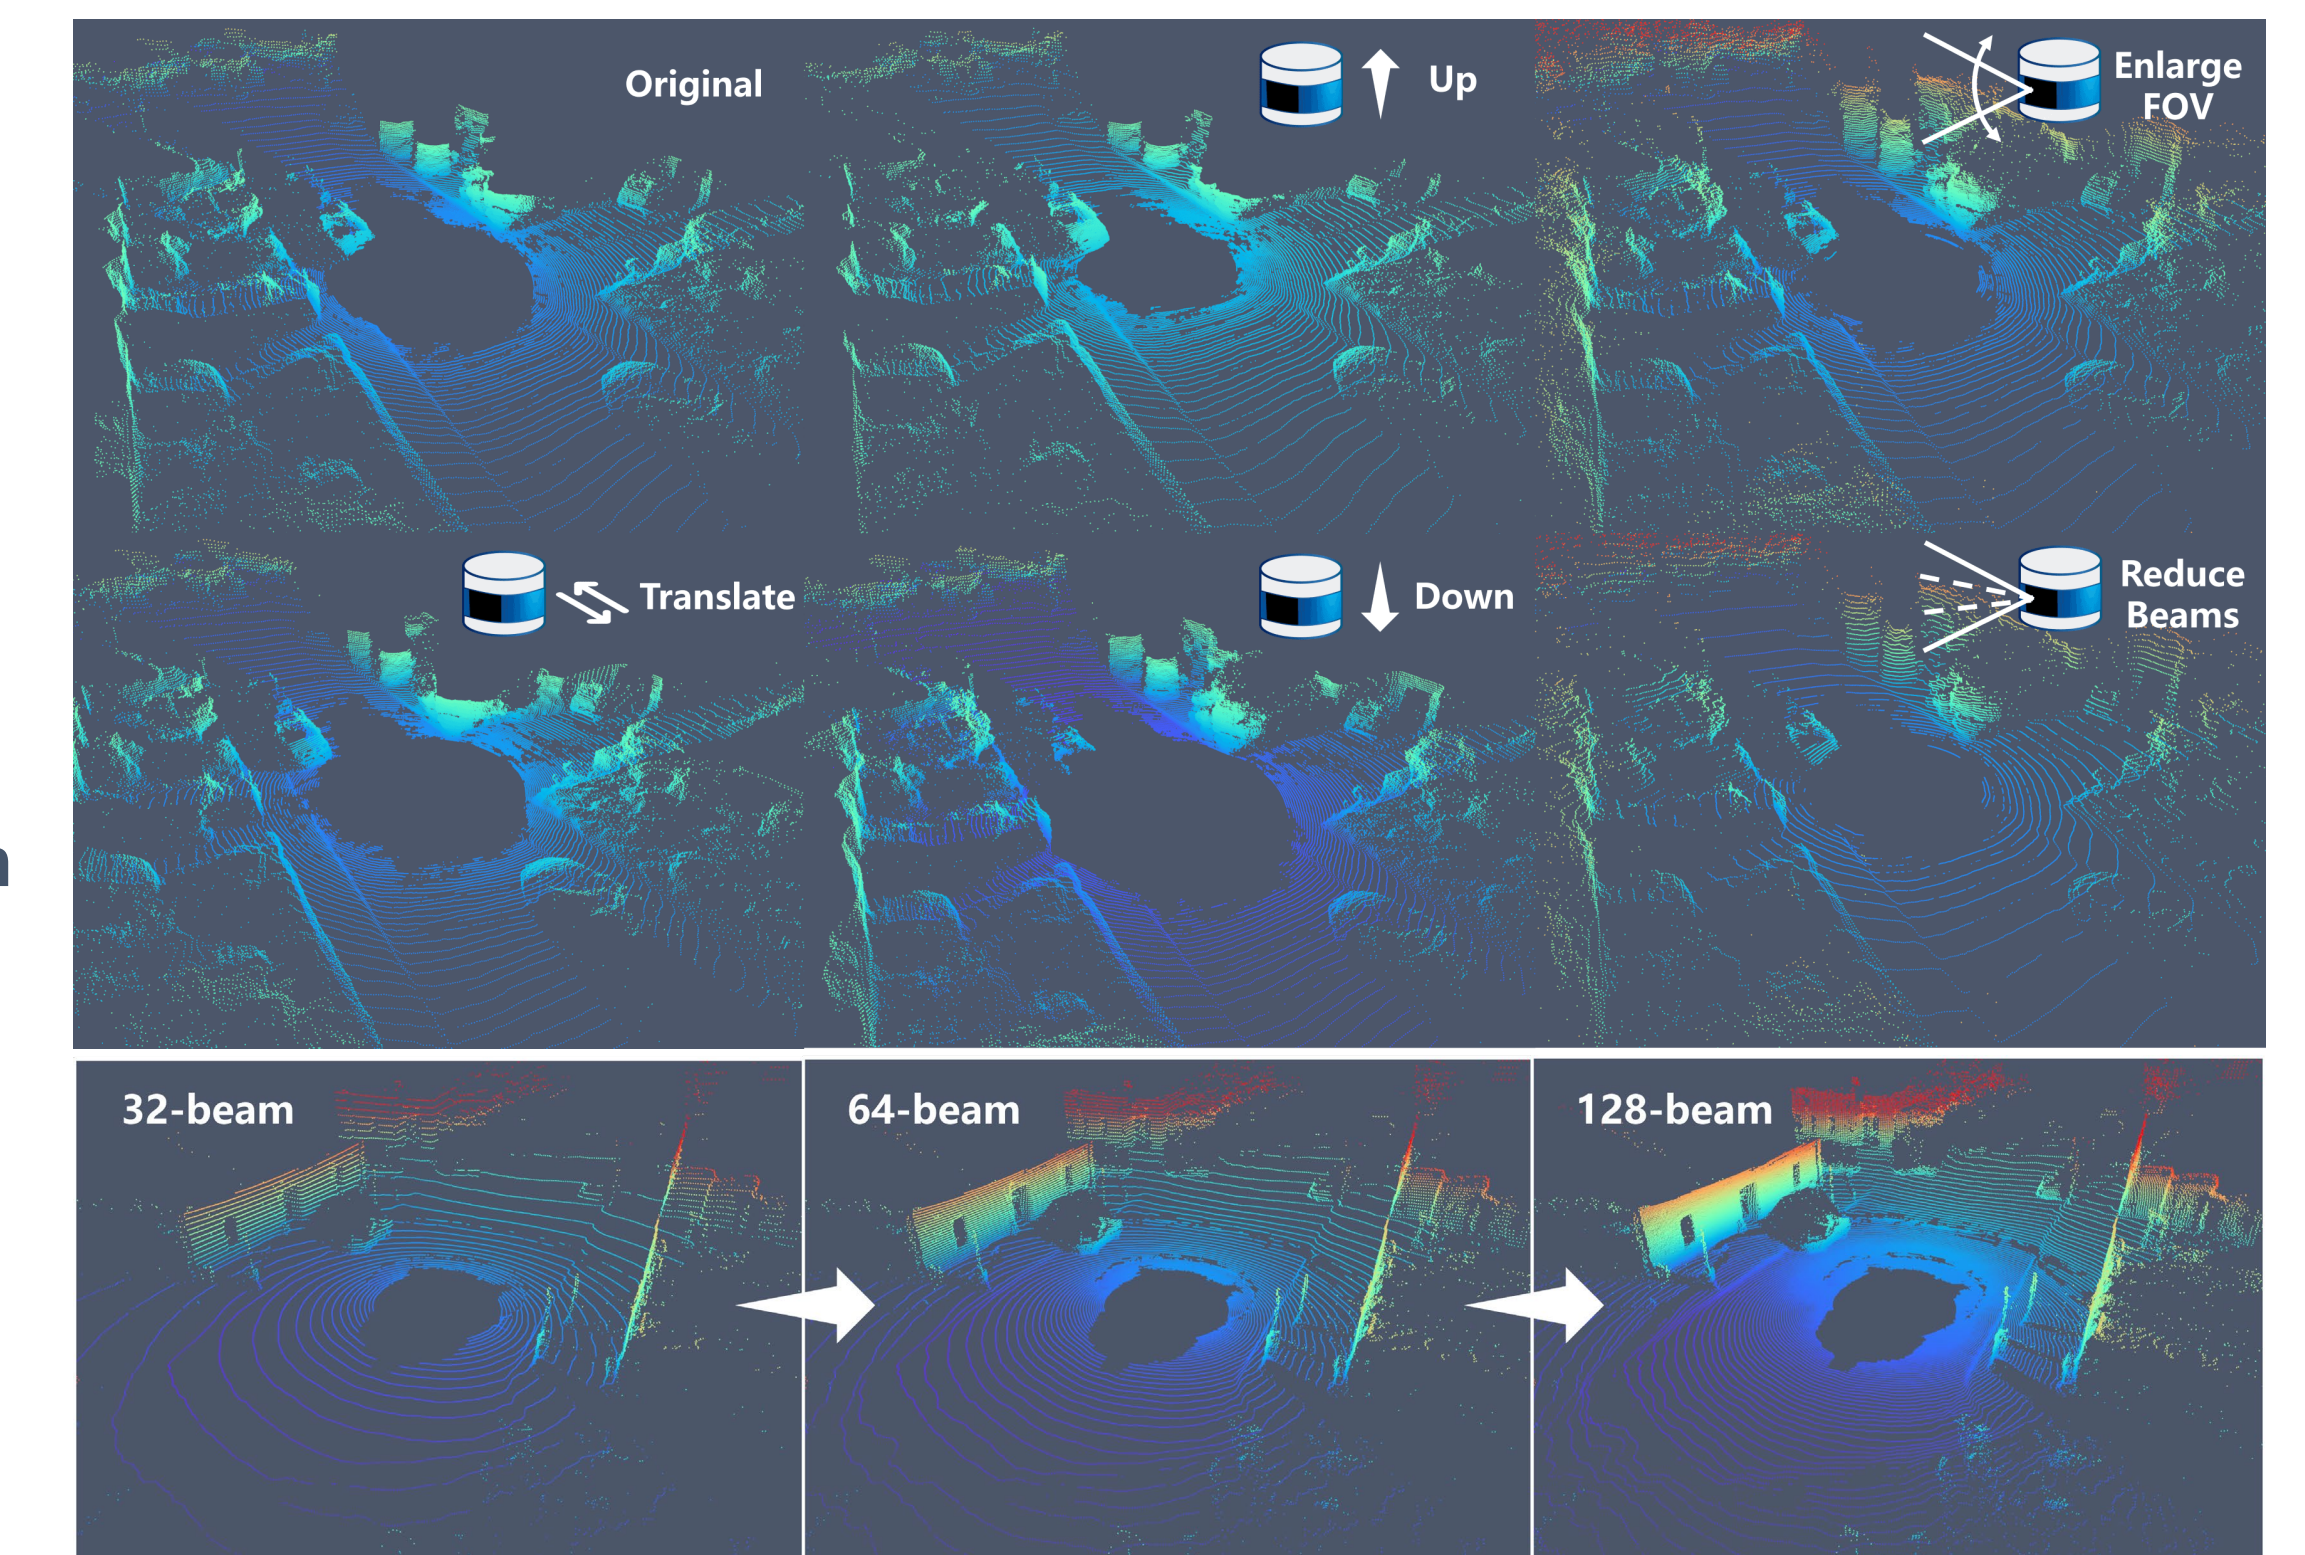 Original
Up
Enlarge
FOV
Translate
Down
Reduce
Beams
32-beam
64-beam
128-beam